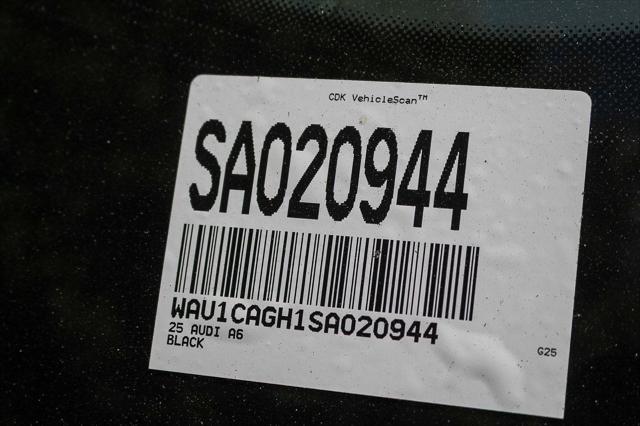 CDK VehicleScan™
SA020944
WAU1CAGH1SA020944
25 AUDI A6
BLACK
G25